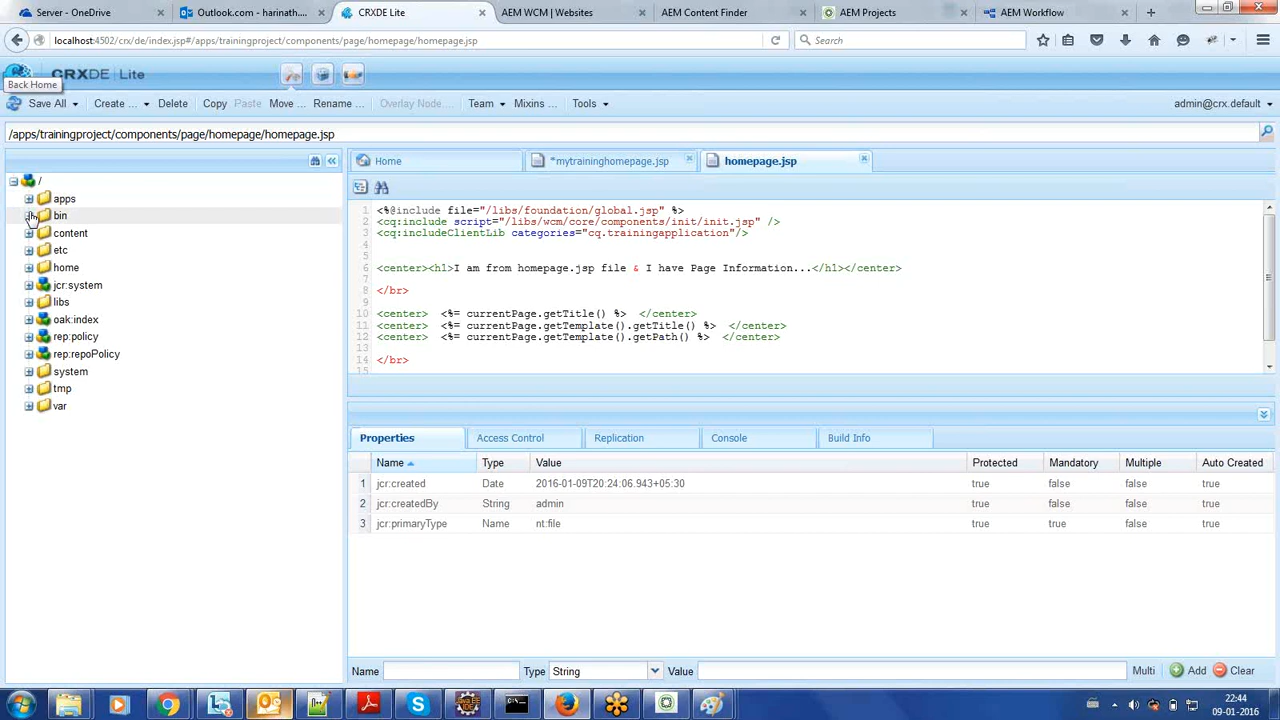 Server - OneDrive
Outlook.com - harinath....
CRXDE Lite
AEM WCM | Websites
AEM Content Finder
AEM Projects
AEM Workflow
localhost:4502/crx/de/index.jsp#/apps/trainingproject/components/page/homepage/homepage.jsp
Search
CRXDE | Lite
Back Home
Save All
Create ...
Delete
Copy
Paste
Move ...
Rename ...
Overlay Node...
Team
Mixins ...
Tools
admin@crx.default
/apps/trainingproject/components/page/homepage/homepage.jsp
Home
*mytraininghomepage.jsp
homepage.jsp
/
apps
bin
content
etc
home
jcr:system
libs
oak:index
rep:policy
rep:repoPolicy
system
tmp
var
1 <%@include file="/libs/foundation/global.jsp" %>
2 <cq:include script="/libs/wcm/core/components/init/init.jsp" />
3 <cq:includeClientLib categories="cq.trainingapplication"/>
4
5
6 <center><h1>I am from homepage.jsp file & I have Page Information...</h1></center>
7
8 </br>
9
10 <center> <%= currentPage.getTitle() %> </center>
11 <center> <%= currentPage.getTemplate().getTitle() %> </center>
12 <center> <%= currentPage.getTemplate().getPath() %> </center>
13
14 </br>
15
Properties
Access Control
Replication
Console
Build Info
Name Type Value Protected Mandatory Multiple Auto Created
1 jcr:created Date 2016-01-09T20:24:06.943+05:30 true false false true
2 jcr:createdBy String admin true false false true
3 jcr:primaryType Name nt:file true true false true
Name
Type String
Value
Multi
Add
Clear
22:44
09-01-2016